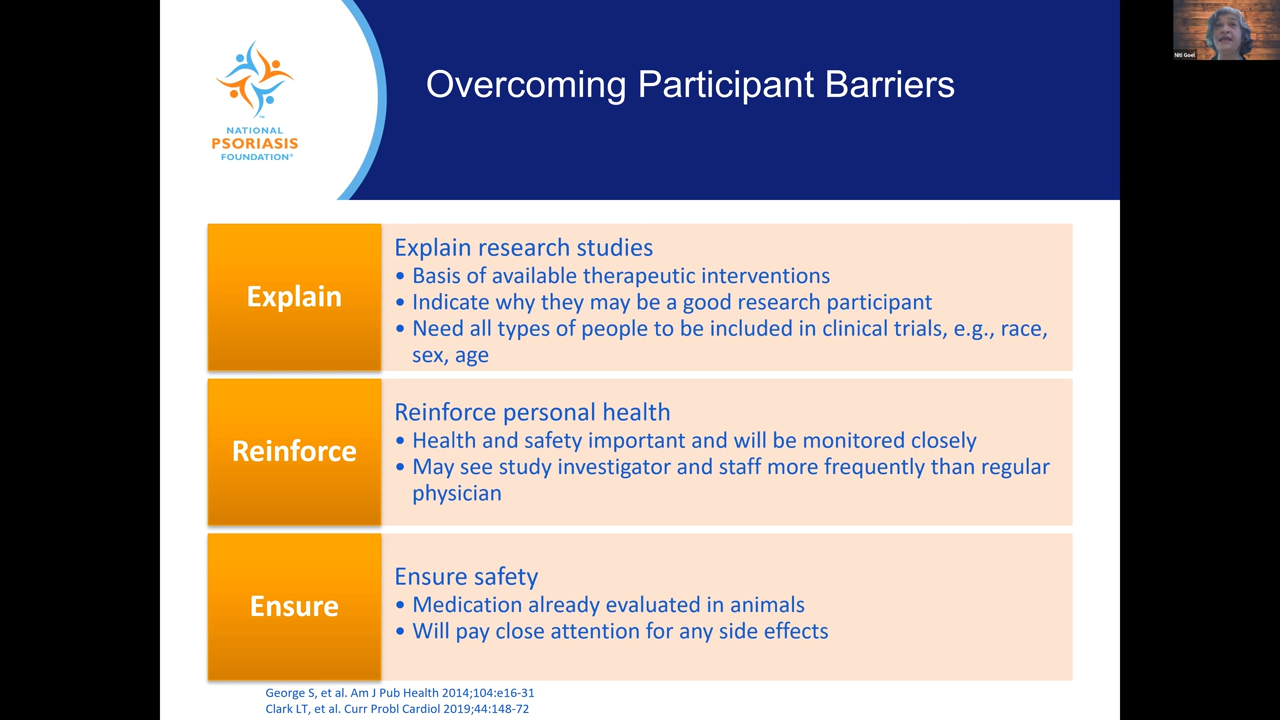 NATIONAL
PSORIASIS
FOUNDATION®
Overcoming Participant Barriers
Niti Goel
Explain
Explain research studies
• Basis of available therapeutic interventions
• Indicate why they may be a good research participant
• Need all types of people to be included in clinical trials, e.g., race,
sex, age
Reinforce
Reinforce personal health
• Health and safety important and will be monitored closely
• May see study investigator and staff more frequently than regular
physician
Ensure
Ensure safety
• Medication already evaluated in animals
• Will pay close attention for any side effects
George S, et al. Am J Pub Health 2014;104:e16-31
Clark LT, et al. Curr Probl Cardiol 2019;44:148-72